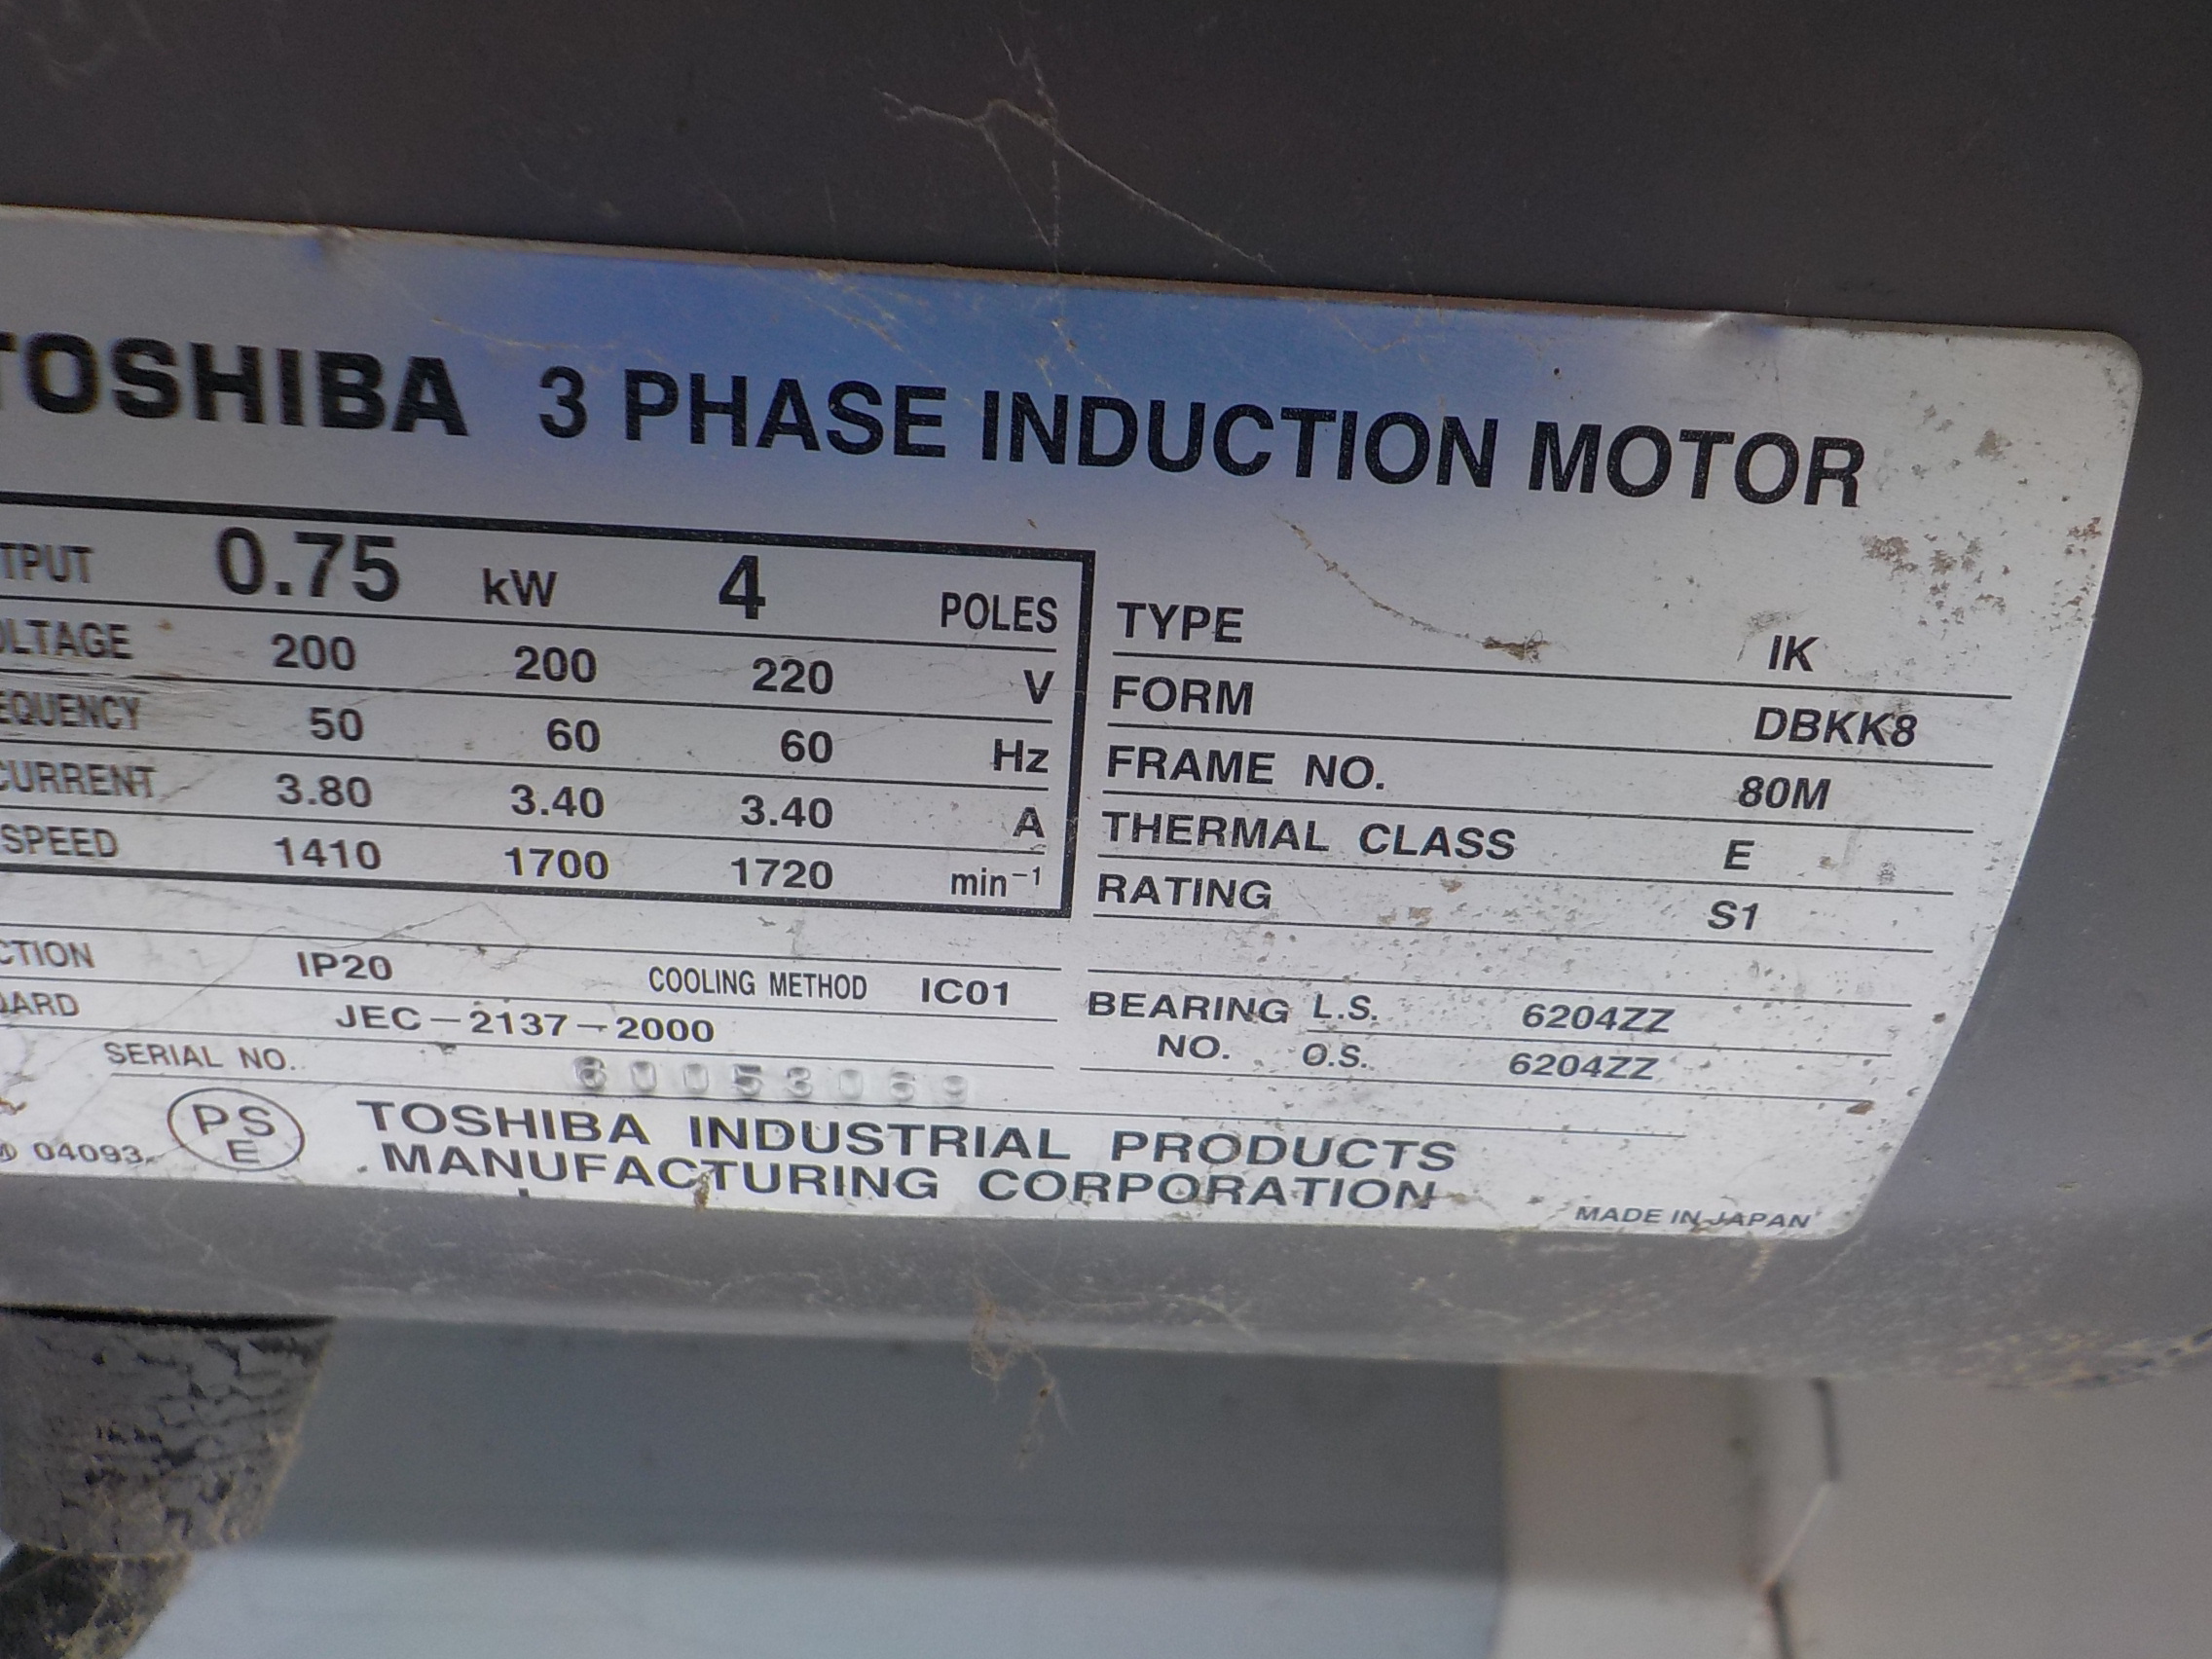 TOSHIBA 3 PHASE INDUCTION MOTOR
TPUT 0.75 kW 4 POLES
OLTAGE 200 200 220 V
EQUENCY 50 60 60 Hz
CURRENT 3.80 3.40 3.40 A
SPEED 1410 1700 1720 min⁻¹
CTION IP20 COOLING METHOD IC01
DARD JEC-2137-2000
SERIAL NO. 60053069
TYPE IK
FORM DBKK8
FRAME NO. 80M
THERMAL CLASS E
RATING S1
BEARING L.S. 6204ZZ
NO. O.S. 6204ZZ
04093
PS
E
TOSHIBA INDUSTRIAL PRODUCTS
MANUFACTURING CORPORATION
MADE IN JAPAN